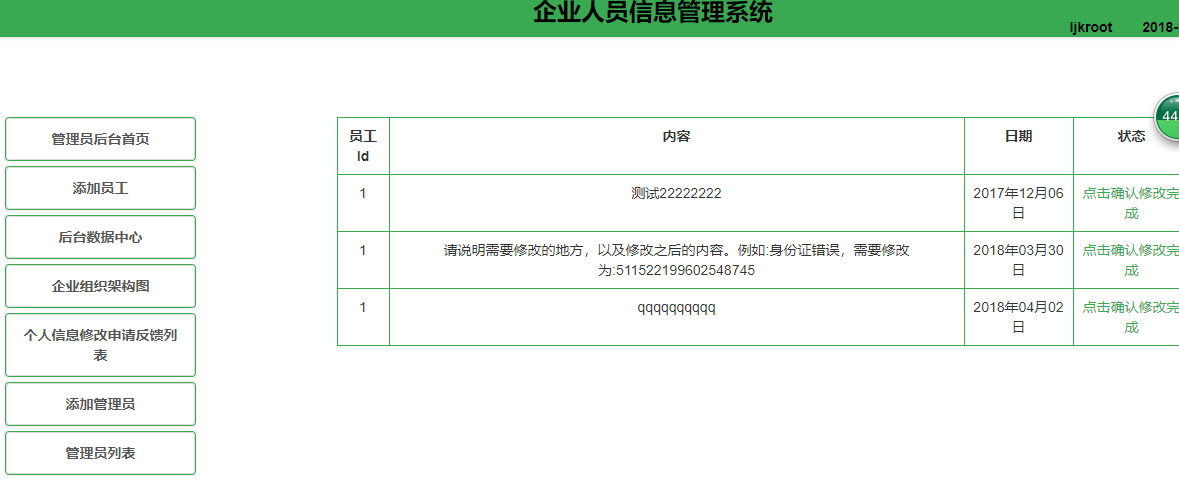 企业人员信息管理系统
ljkroot 2018-
管理员后台首页
添加员工
后台数据中心
企业组织架构图
个人信息修改申请反馈列
表
添加管理员
管理员列表
员工
Id
内容
日期
状态
44
1
测试22222222
2017年12月06
日
点击确认修改完
成
1
请说明需要修改的地方，以及修改之后的内容。例如:身份证错误，需要修改
为:511522199602548745
2018年03月30
日
点击确认修改完
成
1
qqqqqqqqqq
2018年04月02
日
点击确认修改完
成